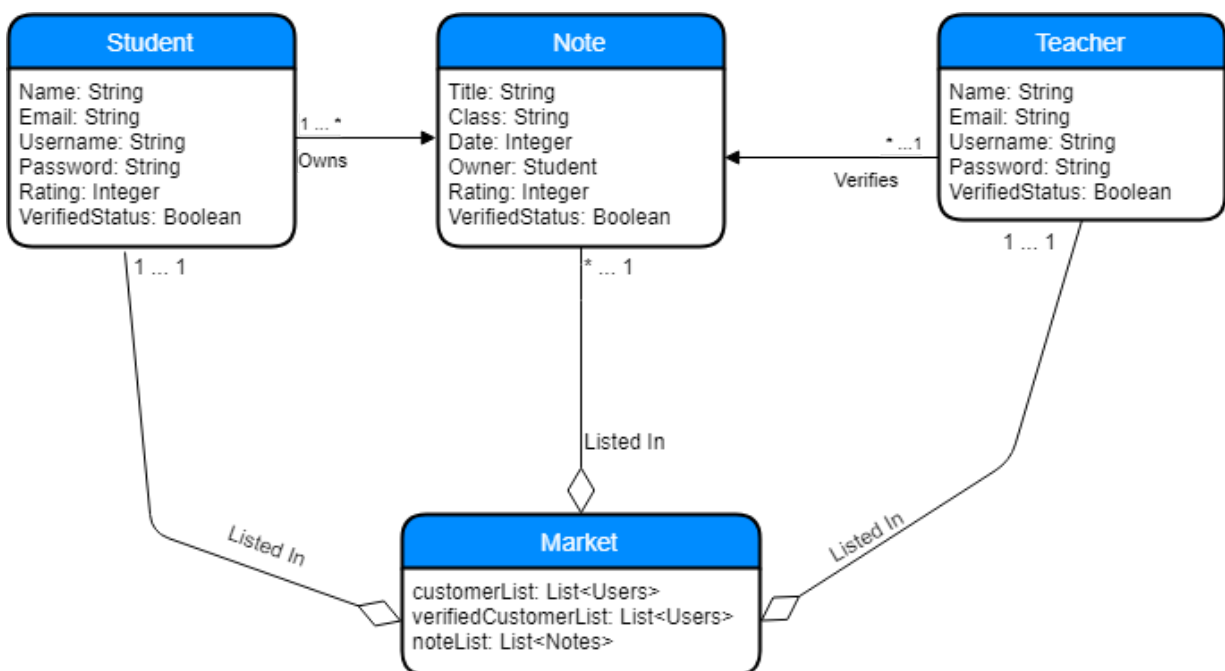 Student
Name: String
Email: String
Username: String
Password: String
Rating: Integer
VerifiedStatus: Boolean
1 ... *
Owns
Note
Title: String
Class: String
Date: Integer
Owner: Student
Rating: Integer
VerifiedStatus: Boolean
* ...1
Verifies
Teacher
Name: String
Email: String
Username: String
Password: String
VerifiedStatus: Boolean
1 ... 1
* ... 1
1 ... 1
Listed In
Listed In
Listed In
Market
customerList: List<Users>
verifiedCustomerList: List<Users>
noteList: List<Notes>